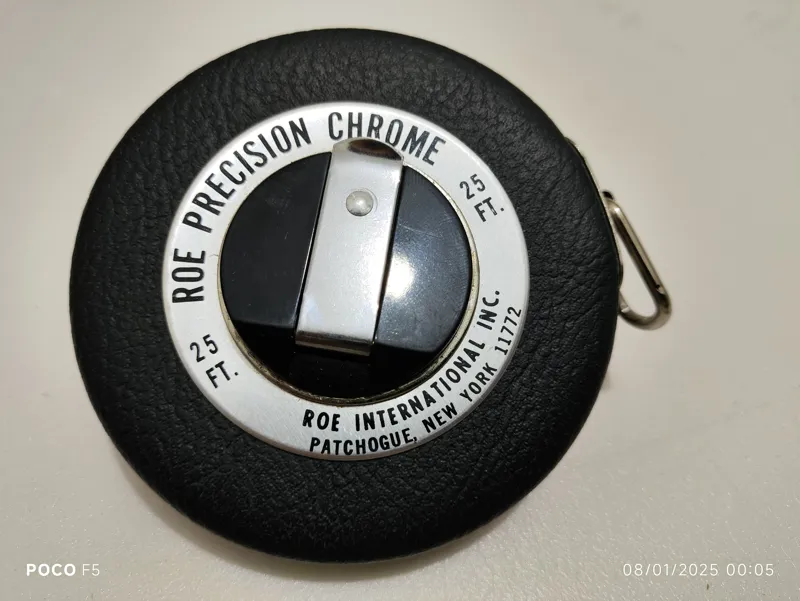 ROE PRECISION CHROME
25
FT.
25
FT.
ROE INTERNATIONAL INC.
PATCHOGUE, NEW YORK 11772
POCO F5
08/01/2025 00:05